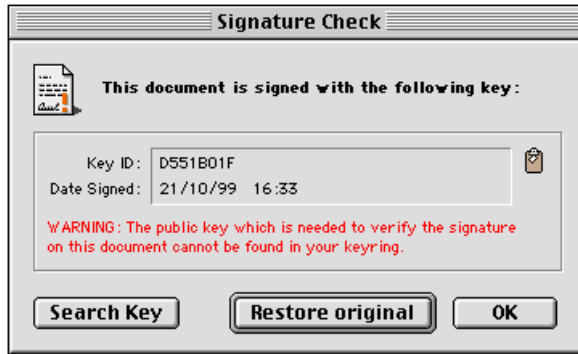 Signature Check
This document is signed with the following key:
Key ID: D551B01F
Date Signed: 21/10/99 16:33
WARNING: The public key which is needed to verify the signature
on this document cannot be found in your keyring.
Search Key Restore original OK